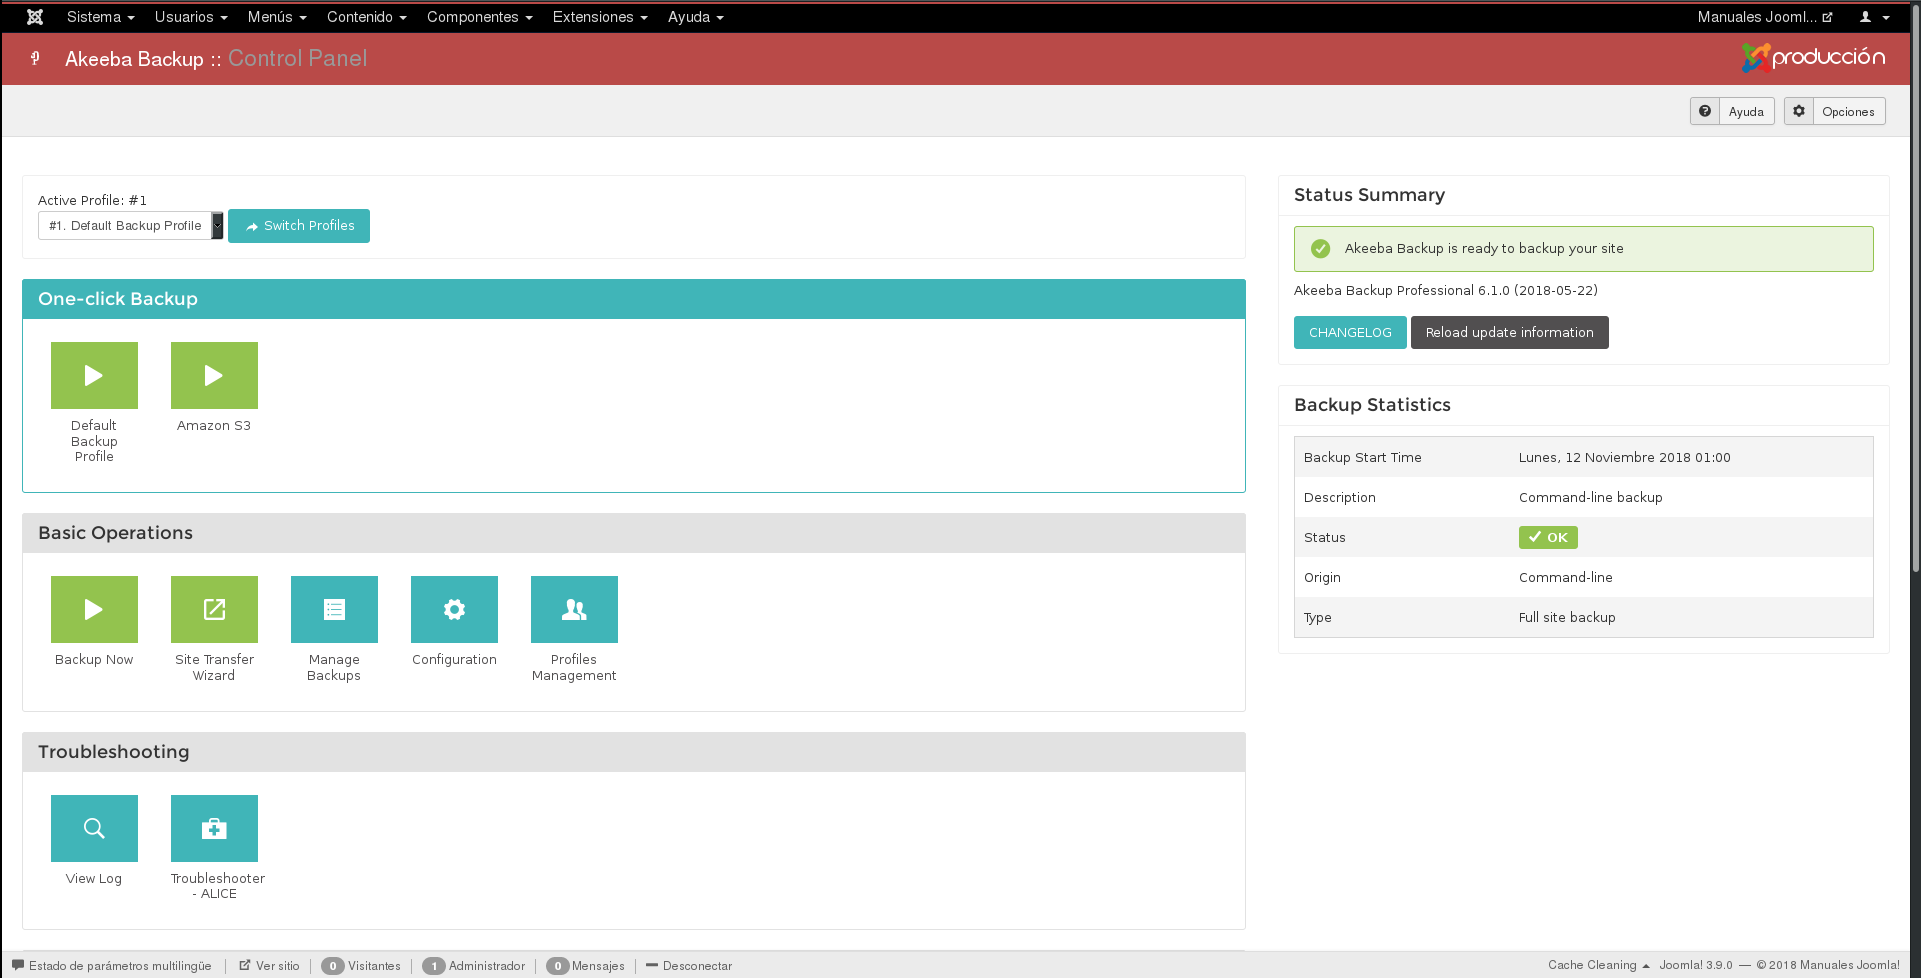 Sistema Usuarios Menús Contenido Componentes Extensiones Ayuda Manuales Jooml...
Akeeba Backup :: Control Panel
producción
Ayuda
Opciones
Active Profile: #1
#1. Default Backup Profile
Switch Profiles
One-click Backup
Default
Backup
Profile
Amazon S3
Basic Operations
Backup Now
Site Transfer
Wizard
Manage
Backups
Configuration
Profiles
Management
Troubleshooting
View Log
Troubleshooter
- ALICE
Status Summary
Akeeba Backup is ready to backup your site
Akeeba Backup Professional 6.1.0 (2018-05-22)
CHANGELOG
Reload update information
Backup Statistics
Backup Start Time Lunes, 12 Noviembre 2018 01:00
Description Command-line backup
Status OK
Origin Command-line
Type Full site backup
Estado de parámetros multilingüe Ver sitio 0 Visitantes 1 Administrador 0 Mensajes Desconectar
Cache Cleaning Joomla! 3.9.0 — © 2018 Manuales Joomla!